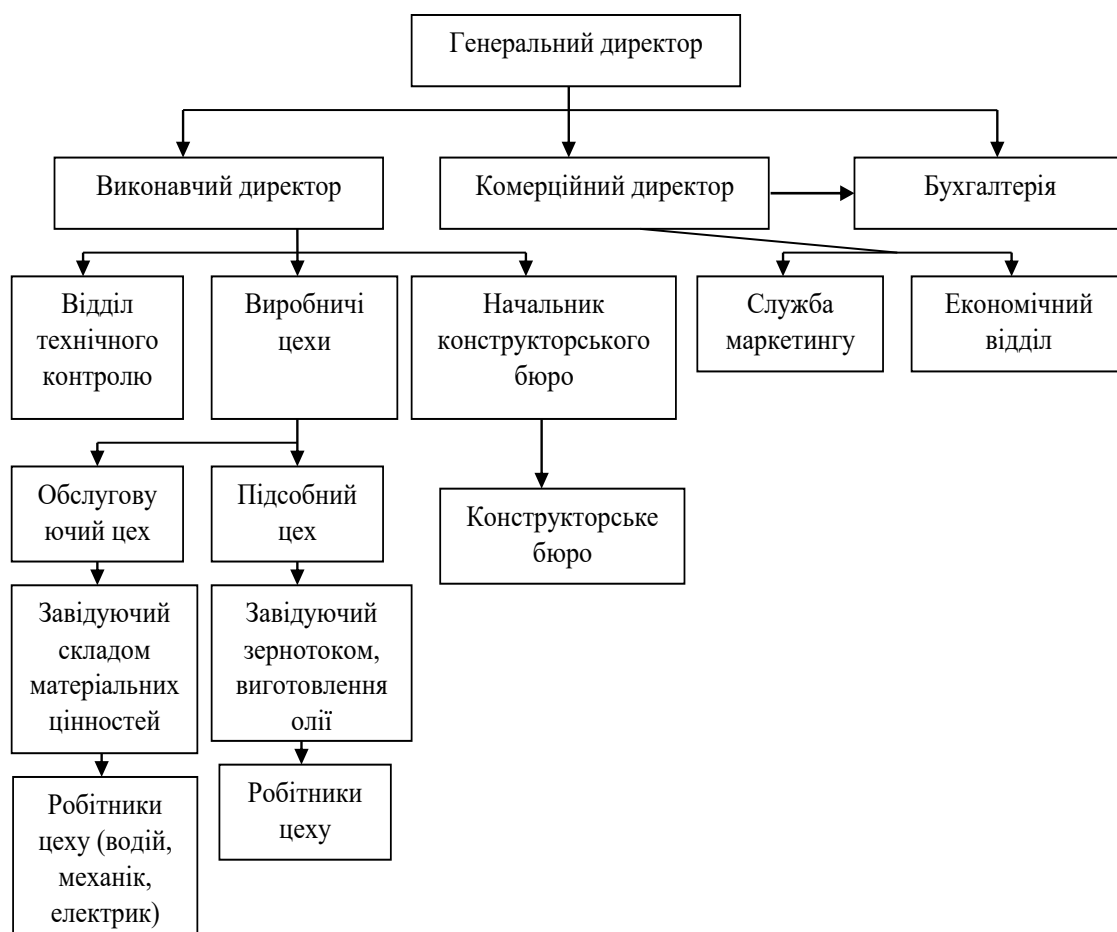 Генеральний директор
Виконавчий директор
Комерційний директор
Бухгалтерія
Відділ
технічного
контролю
Виробничі
цехи
Начальник
конструкторського
бюро
Служба
маркетингу
Економічний
відділ
Обслугову
ючий цех
Підсобний
цех
Конструкторське
бюро
Завідуючий
складом
матеріальних
цінностей
Завідуючий
зернотоком,
виготовлення
олії
Робітники
цеху (водій,
механік,
електрик)
Робітники
цеху